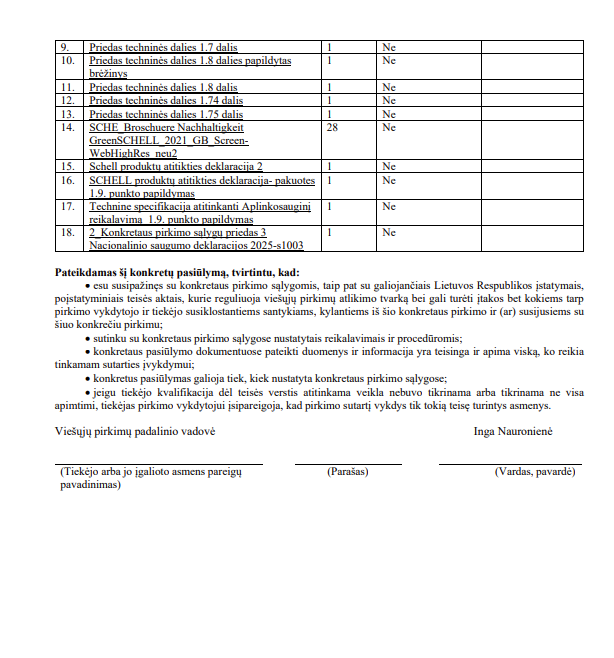 9. Priedas techninės dalies 1.7 dalis 1 Ne
10. Priedas techninės dalies 1.8 dalies papildytas 1 Ne
brėžinys
11. Priedas techninės dalies 1.8 dalis 1 Ne
12. Priedas techninės dalies 1.74 dalis 1 Ne
13. Priedas techninės dalies 1.75 dalis 1 Ne
14. SCHE_Broschuere Nachhaltigkeit 28 Ne
GreenSCHELL_2021_GB_Screen-
WebHighRes_neu2
15. Schell produktų atitikties deklaracija 2 1 Ne
16. SCHELL produktų atitikties deklaracija- pakuotes 1 Ne
1.9. punkto papildymas
17. Technine specifikacija atitinkanti Aplinkosauginį 1 Ne
reikalavimą_1.9. punkto papildymas
18. 2_Konkretaus pirkimo sąlygų priedas 3 1 Ne
Nacionalinio saugumo deklaracijos 2025-s1003
Pateikdamas šį konkretų pasiūlymą, tvirtintu, kad:
• esu susipažinęs su konkretaus pirkimo sąlygomis, taip pat su galiojančiais Lietuvos Respublikos įstatymais,
poįstatyminiais teisės aktais, kurie reguliuoja viešųjų pirkimų atlikimo tvarką bei gali turėti įtakos bet kokiems tarp
pirkimo vykdytojo ir tiekėjo susiklostantiems santykiams, kylantiems iš šio konkretaus pirkimo ir (ar) susijusiems su
šiuo konkrečiu pirkimu;
• sutinku su konkretaus pirkimo sąlygose nustatytais reikalavimais ir procedūromis;
• konkretaus pasiūlymo dokumentuose pateikti duomenys ir informacija yra teisinga ir apima viską, ko reikia
tinkamam sutarties įvykdymui;
• konkretus pasiūlymas galioja tiek, kiek nustatyta konkretaus pirkimo sąlygose;
• jeigu tiekėjo kvalifikacija dėl teisės verstis atitinkama veikla nebuvo tikrinama arba tikrinama ne visa
apimtimi, tiekėjas pirkimo vykdytojui įsipareigoja, kad pirkimo sutartį vykdys tik tokią teisę turintys asmenys.
Viešųjų pirkimų padalinio vadovė Inga Nauronienė
(Tiekėjo arba jo įgalioto asmens pareigų (Parašas) (Vardas, pavardė)
pavadinimas)